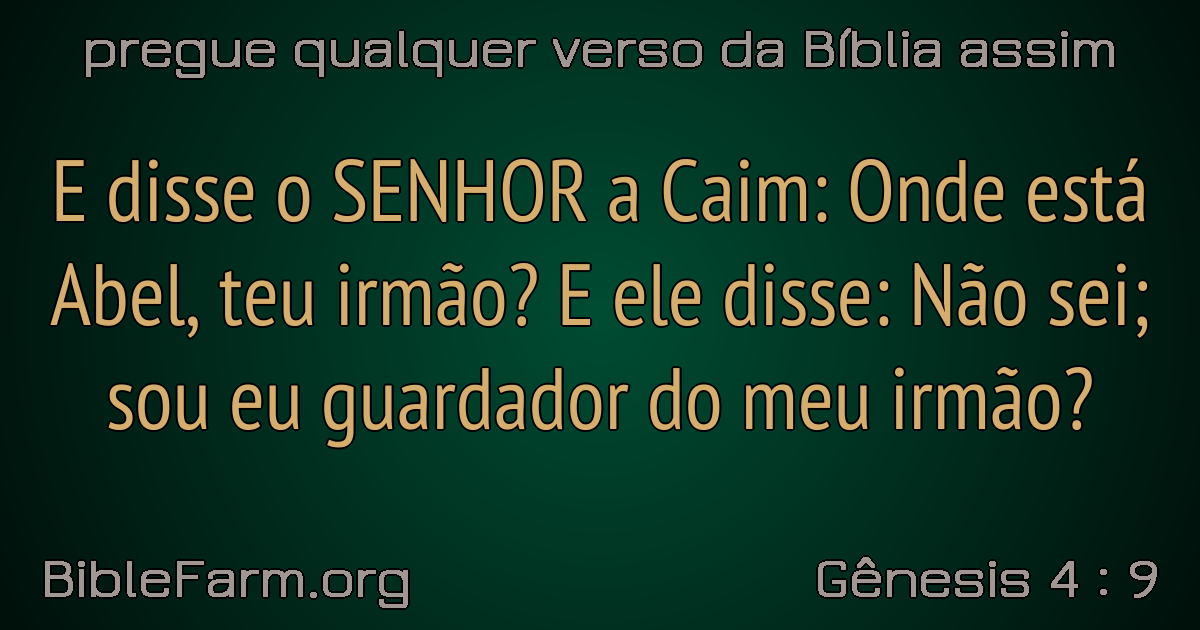 pregue qualquer verso da Bíblia assim
E disse o SENHOR a Caim: Onde está
Abel, teu irmão? E ele disse: Não sei;
sou eu guardador do meu irmão?
BibleFarm.org
Gênesis 4 : 9